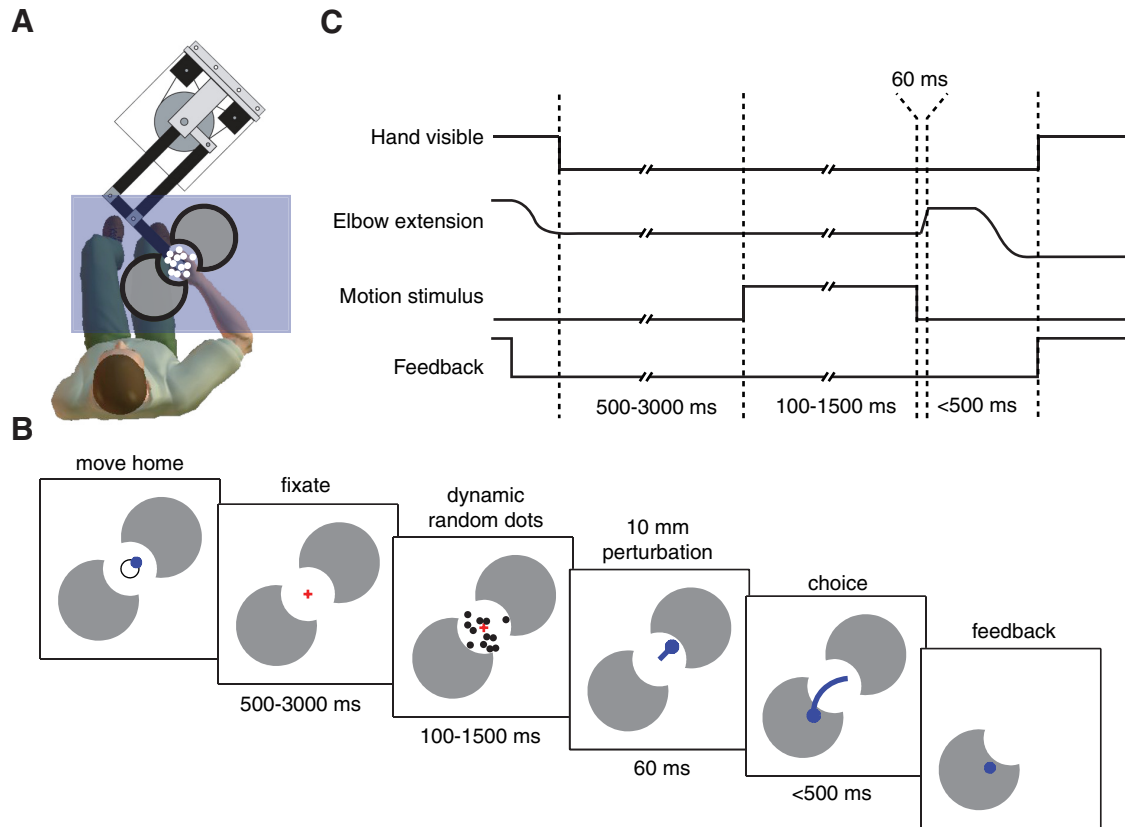 A
C
60 ms
Hand visible
Elbow extension
Motion stimulus
Feedback
500-3000 ms
100-1500 ms
<500 ms
B
move home
fixate
500-3000 ms
dynamic
random dots
100-1500 ms
10 mm
perturbation
60 ms
choice
<500 ms
feedback